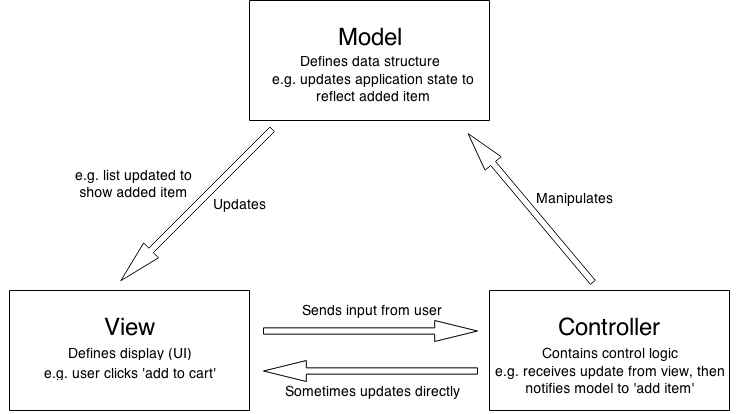 Model
Defines data structure
e.g. updates application state to
reflect added item
e.g. list updated to
show added item
Updates
Manipulates
View
Defines display (UI)
e.g. user clicks 'add to cart'
Sends input from user
Sometimes updates directly
Controller
Contains control logic
e.g. receives update from view, then
notifies model to 'add item'